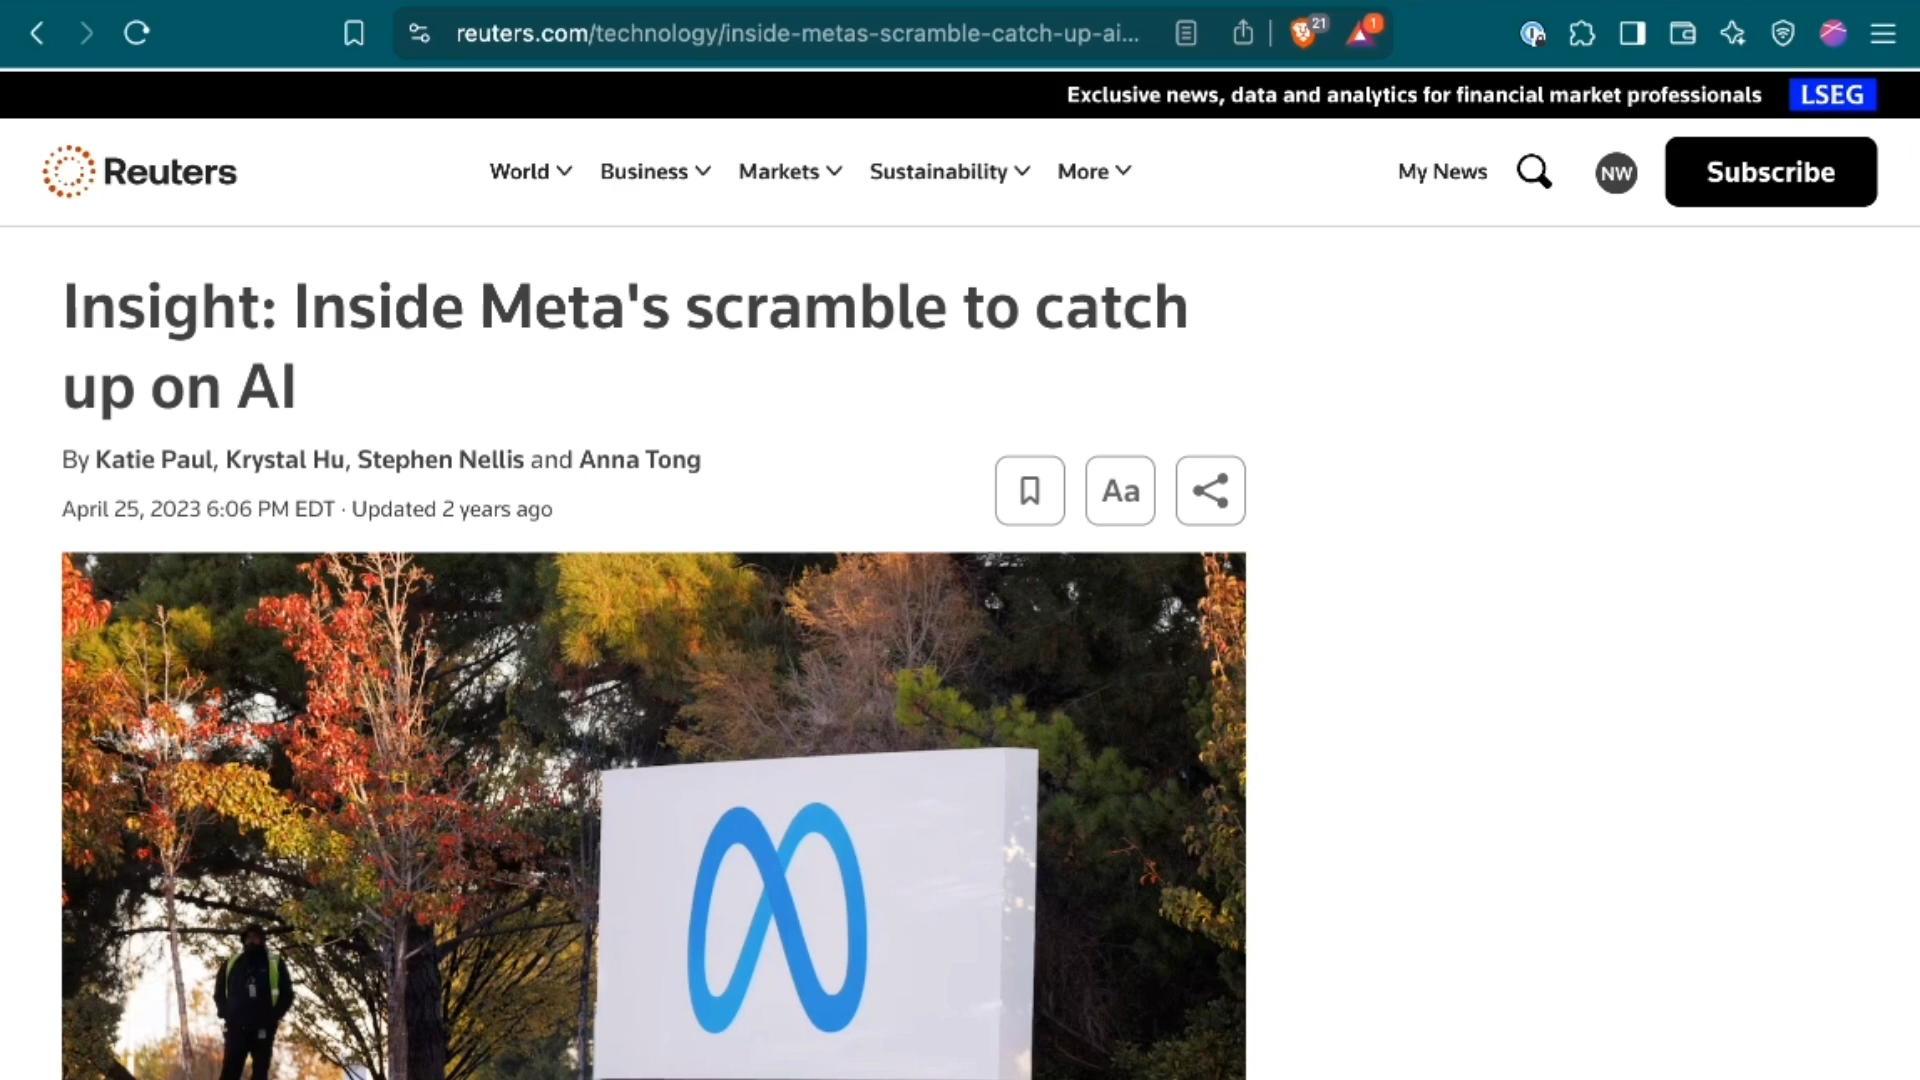 reuters.com/technology/inside-metas-scramble-catch-up-ai...
21
1
Exclusive news, data and analytics for financial market professionals LSEG
Reuters
World Business Markets Sustainability More
My News
NW
Subscribe
Insight: Inside Meta's scramble to catch
up on AI
By Katie Paul, Krystal Hu, Stephen Nellis and Anna Tong
April 25, 2023 6:06 PM EDT · Updated 2 years ago
Aa